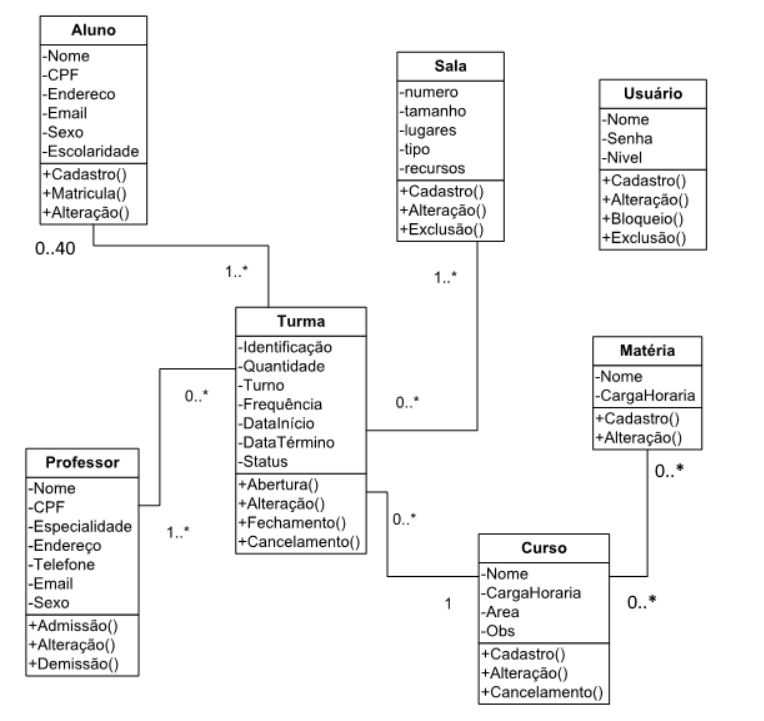 Aluno
-Nome
-CPF
-Endereco
-Email
-Sexo
-Escolaridade
+Cadastro()
+Matricula()
+Alteração()
0..40
1..*
Sala
-numero
-tamanho
-lugares
-tipo
-recursos
+Cadastro()
+Alteração()
+Exclusão()
1..*
Usuário
-Nome
-Senha
-Nivel
+Cadastro()
+Alteração()
+Bloqueio()
+Exclusão()
Turma
-Identificação
-Quantidade
-Turno
-Frequência
-DataInício
-DataTérmino
-Status
+Abertura()
+Alteração()
+Fechamento()
+Cancelamento()
0..*
0..*
0..*
Matéria
-Nome
-CargaHoraria
+Cadastro()
+Alteração()
0..*
Professor
-Nome
-CPF
-Especialidade
-Endereço
-Telefone
-Email
-Sexo
+Admissão()
+Alteração()
+Demissão()
1..*
Curso
-Nome
-CargaHoraria
-Area
-Obs
+Cadastro()
+Alteração()
+Cancelamento()
1
0..*